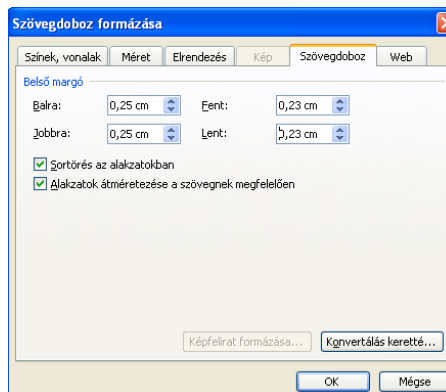 Szövegdoboz formázása
Színek, vonalak Méret Elrendezés Kép Szövegdoboz Web
Belső margó
Balra: 0,25 cm Fent: 0,23 cm
Jobbra: 0,25 cm Lent: 0,23 cm
Sortörés az alakzatokban
Alakzatok átméretezése a szövegnek megfelelően
Képfelirat formázása... Konvertálás keretté...
OK Mégse